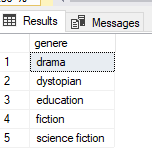 Results Messages
genere
1 drama
2 dystopian
3 education
4 fiction
5 science fiction